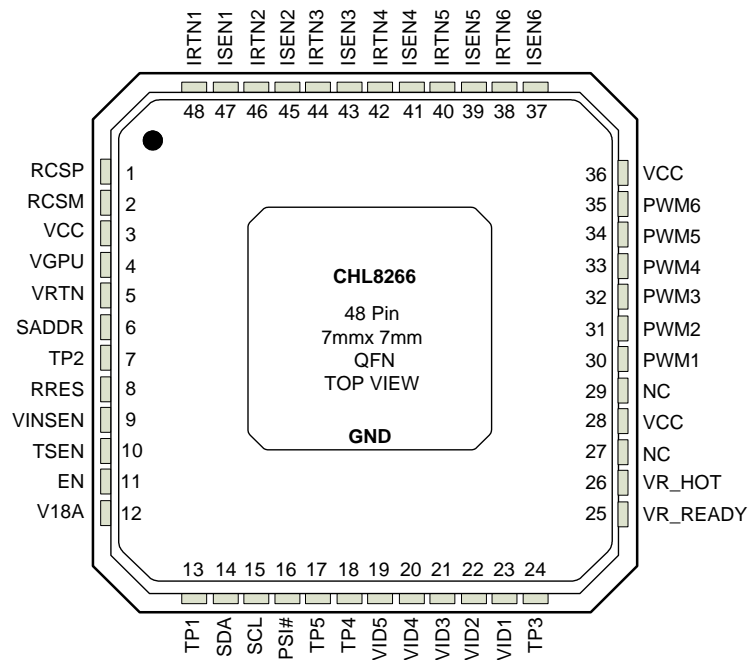 IRTN1
ISEN1
IRTN2
ISEN2
IRTN3
ISEN3
IRTN4
ISEN4
IRTN5
ISEN5
IRTN6
ISEN6
48 47 46 45 44 43 42 41 40 39 38 37
RCSP 1
RCSM 2
VCC 3
VGPU 4
VRTN 5
SADDR 6
TP2 7
RRES 8
VINSEN 9
TSEN 10
EN 11
V18A 12
CHL8266
48 Pin
7mmx 7mm
QFN
TOP VIEW
GND
36 VCC
35 PWM6
34 PWM5
33 PWM4
32 PWM3
31 PWM2
30 PWM1
29 NC
28 VCC
27 NC
26 VR_HOT
25 VR_READY
13 14 15 16 17 18 19 20 21 22 23 24
TP1
SDA
SCL
PSI#
TP5
TP4
VID5
VID4
VID3
VID2
VID1
TP3